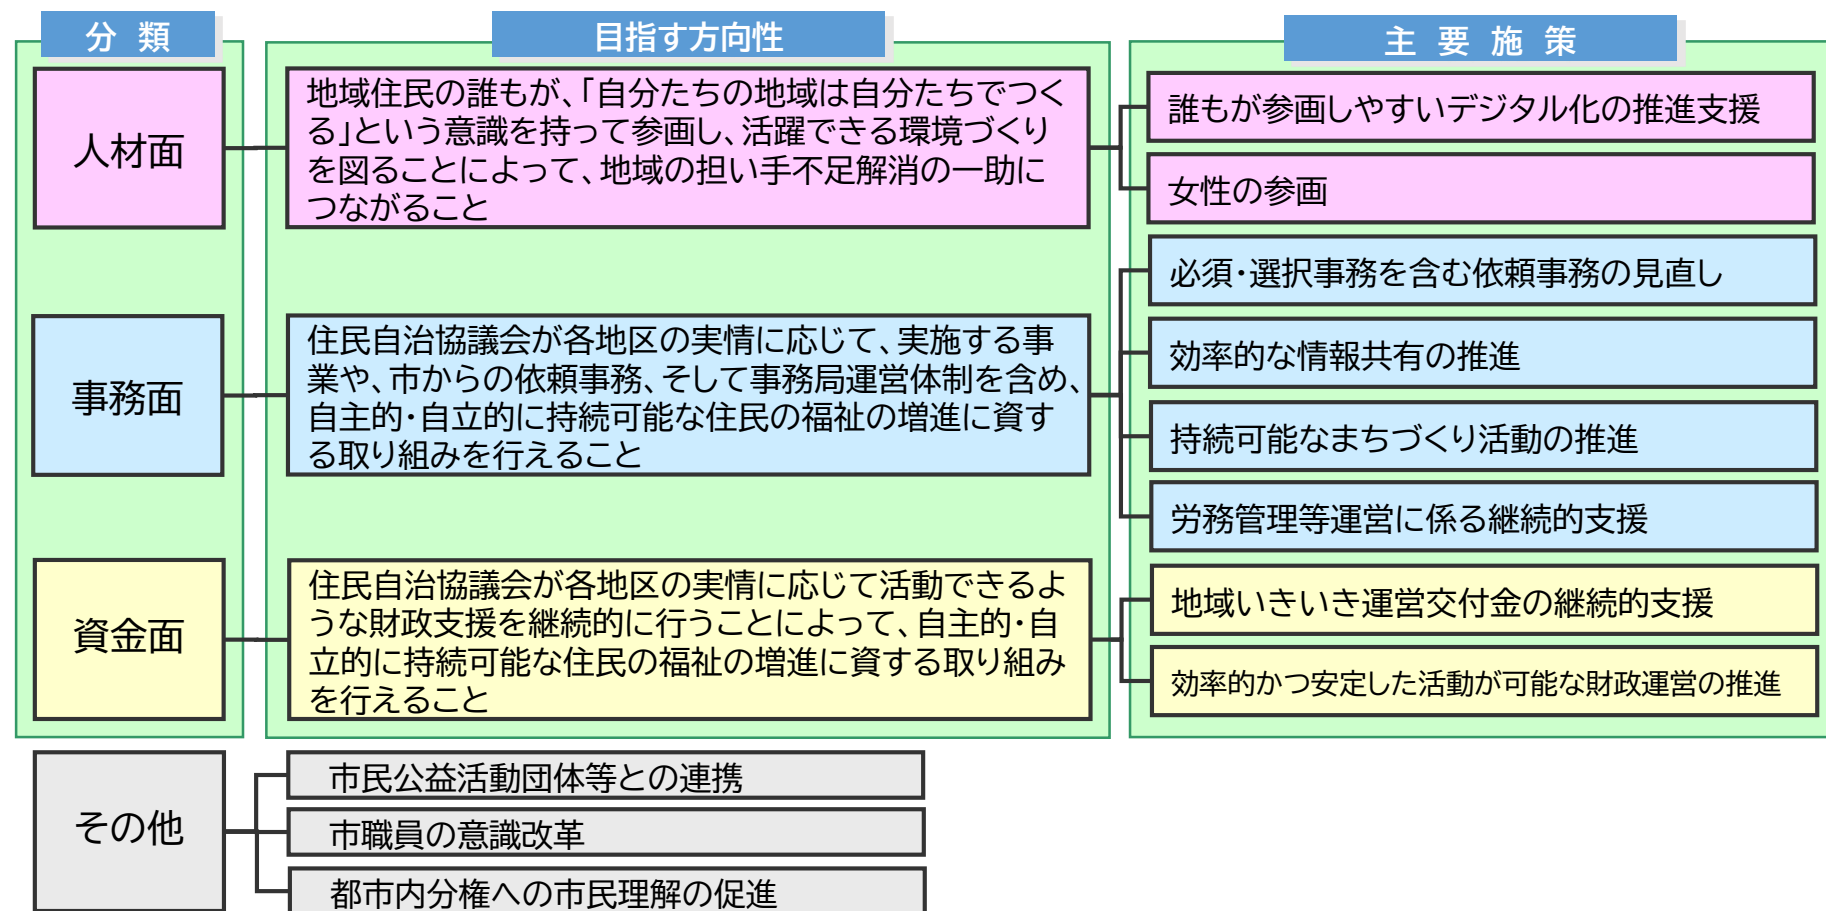 分 類
目指す方向性
主 要 施 策
人材面
地域住民の誰もが、「自分たちの地域は自分たちでつく
る」という意識を持って参画し、活躍できる環境づくり
を図ることによって、地域の担い手不足解消の一助に
つながること
誰もが参画しやすいデジタル化の推進支援
女性の参画
事務面
住民自治協議会が各地区の実情に応じて、実施する事
業や、市からの依頼事務、そして事務局運営体制を含め、
自主的・自立的に持続可能な住民の福祉の増進に資す
る取り組みを行えること
必須・選択事務を含む依頼事務の見直し
効率的な情報共有の推進
持続可能なまちづくり活動の推進
労務管理等運営に係る継続的支援
資金面
住民自治協議会が各地区の実情に応じて活動できるよ
うな財政支援を継続的に行うことによって、自主的・自
立的に持続可能な住民の福祉の増進に資する取り組み
を行えること
地域いきいき運営交付金の継続的支援
効率的かつ安定した活動が可能な財政運営の推進
その他
市民公益活動団体等との連携
市職員の意識改革
都市内分権への市民理解の促進